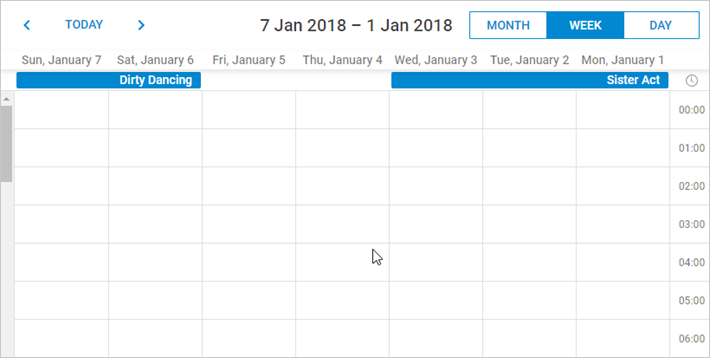 TODAY
7 Jan 2018 – 1 Jan 2018
MONTH WEEK DAY
Sun, January 7 Sat, January 6 Fri, January 5 Thu, January 4 Wed, January 3 Tue, January 2 Mon, January 1
Dirty Dancing Sister Act
00:00
01:00
02:00
03:00
04:00
05:00
06:00